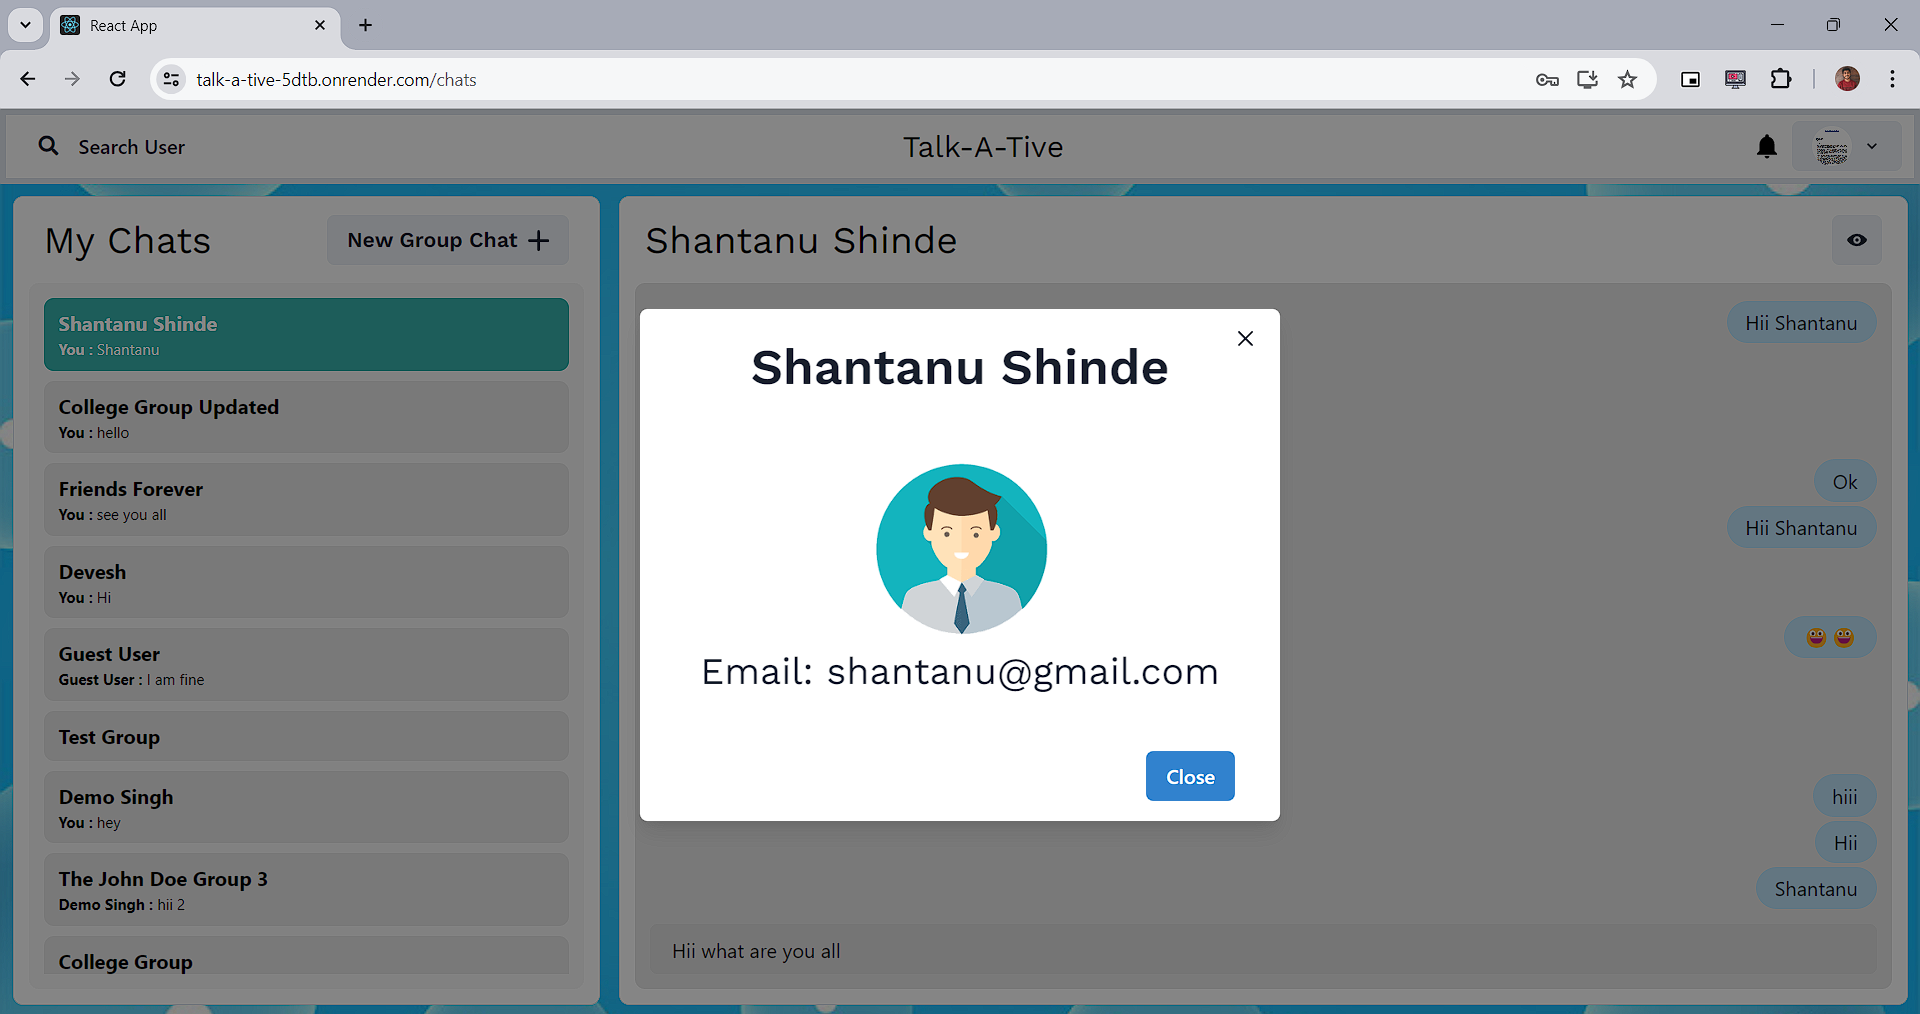 React App
talk-a-tive-5dtb.onrender.com/chats
Search User
Talk-A-Tive
My Chats
New Group Chat
Shantanu Shinde
You : Shantanu
College Group Updated
You : hello
Friends Forever
You : see you all
Devesh
You : Hi
Guest User
Guest User : I am fine
Test Group
Demo Singh
You : hey
The John Doe Group 3
Demo Singh : hii 2
College Group
Shantanu Shinde
Hii Shantanu
Ok
Hii Shantanu
hiii
Hii
Shantanu
Hii what are you all
Shantanu Shinde
Email: shantanu@gmail.com
Close